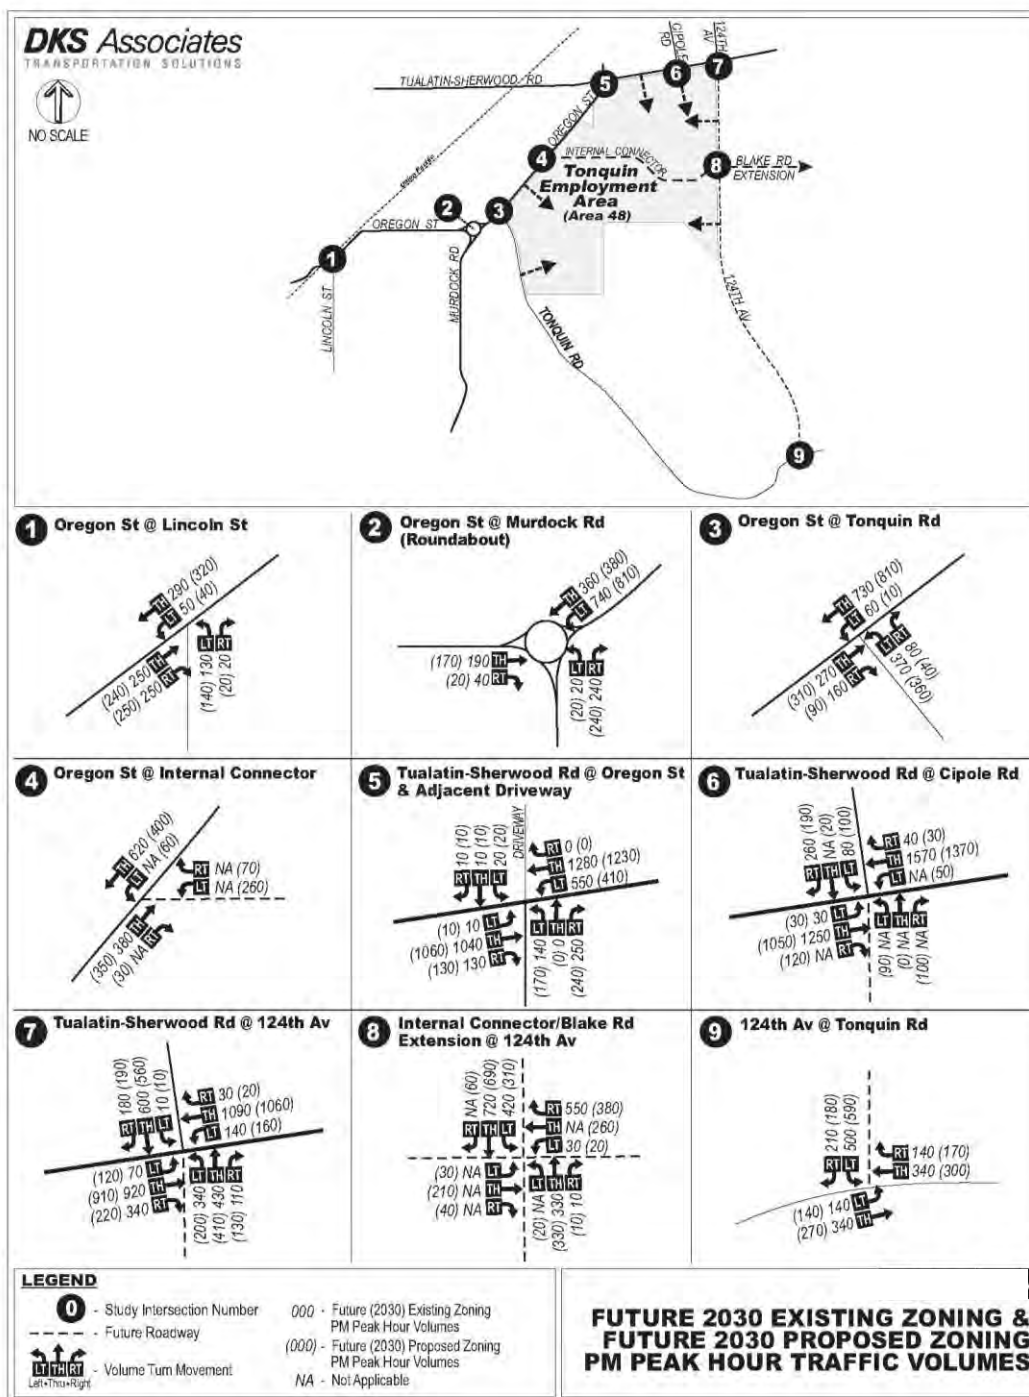 DKS Associates
TRANSPORTATION SOLUTIONS
NO SCALE
TUALATIN-SHERWOOD RD
CIPOLE RD
124TH AV
5
6
7
OREGON ST
4
INTERNAL CONNECTOR
8
BLAKE RD EXTENSION
Tonquin
Employment
Area
(Area 48)
2
3
OREGON ST
1
LINCOLN ST
MURDOCK RD
TONQUIN RD
124TH AV
9
1 Oregon St @ Lincoln St
TH 290 (320)
LT 50 (40)
(240) 250 TH
(250) 250 RT
LT RT
(140) 130
(20) 20
2 Oregon St @ Murdock Rd
(Roundabout)
TH 360 (380)
LT 740 (810)
(170) 190 TH
(20) 40 RT
LT RT
(20) 20
(240) 240
3 Oregon St @ Tonquin Rd
TH 730 (810)
LT 60 (10)
(310) 270 TH
(90) 160 RT
LT RT
80 (40)
370 (360)
4 Oregon St @ Internal Connector
TH 620 (400)
LT NA (60)
RT NA (70)
LT NA (260)
(350) 380 TH
(30) NA RT
5 Tualatin-Sherwood Rd @ Oregon St
& Adjacent Driveway
10 (10)
10 (10)
20 (20)
RT TH LT
DRIVEWAY
RT 0 (0)
TH 1280 (1230)
LT 550 (410)
(10) 10 LT
(1060) 1040 TH
(130) 130 RT
LT TH RT
(170) 140
(0) 0
(240) 250
6 Tualatin-Sherwood Rd @ Cipole Rd
260 (190)
NA (20)
80 (100)
RT TH LT
RT 40 (30)
TH 1570 (1370)
LT NA (50)
(30) 30 LT
(1050) 1250 TH
(120) NA RT
LT TH RT
(90) NA
(0) NA
(100) NA
7 Tualatin-Sherwood Rd @ 124th Av
180 (190)
600 (560)
10 (10)
RT TH LT
RT 30 (20)
TH 1090 (1060)
LT 140 (160)
(120) 70 LT
(910) 920 TH
(220) 340 RT
LT TH RT
(200) 340
(410) 430
(130) 110
8 Internal Connector/Blake Rd
Extension @ 124th Av
NA (60)
720 (690)
420 (310)
RT TH LT
RT 550 (380)
TH NA (260)
LT 30 (20)
(30) NA LT
(210) NA TH
(40) NA RT
LT TH RT
(20) NA
(330) 330
(10) 10
9 124th Av @ Tonquin Rd
210 (180)
500 (590)
RT LT
RT 140 (170)
TH 340 (300)
(140) 140 LT
(270) 340 TH
LEGEND
0 - Study Intersection Number
- Future Roadway
LT TH RT - Volume Turn Movement
Left•Thru•Right
000 - Future (2030) Existing Zoning
PM Peak Hour Volumes
(000) - Future (2030) Proposed Zoning
PM Peak Hour Volumes
NA - Not Applicable
FUTURE 2030 EXISTING ZONING &
FUTURE 2030 PROPOSED ZONING
PM PEAK HOUR TRAFFIC VOLUMES